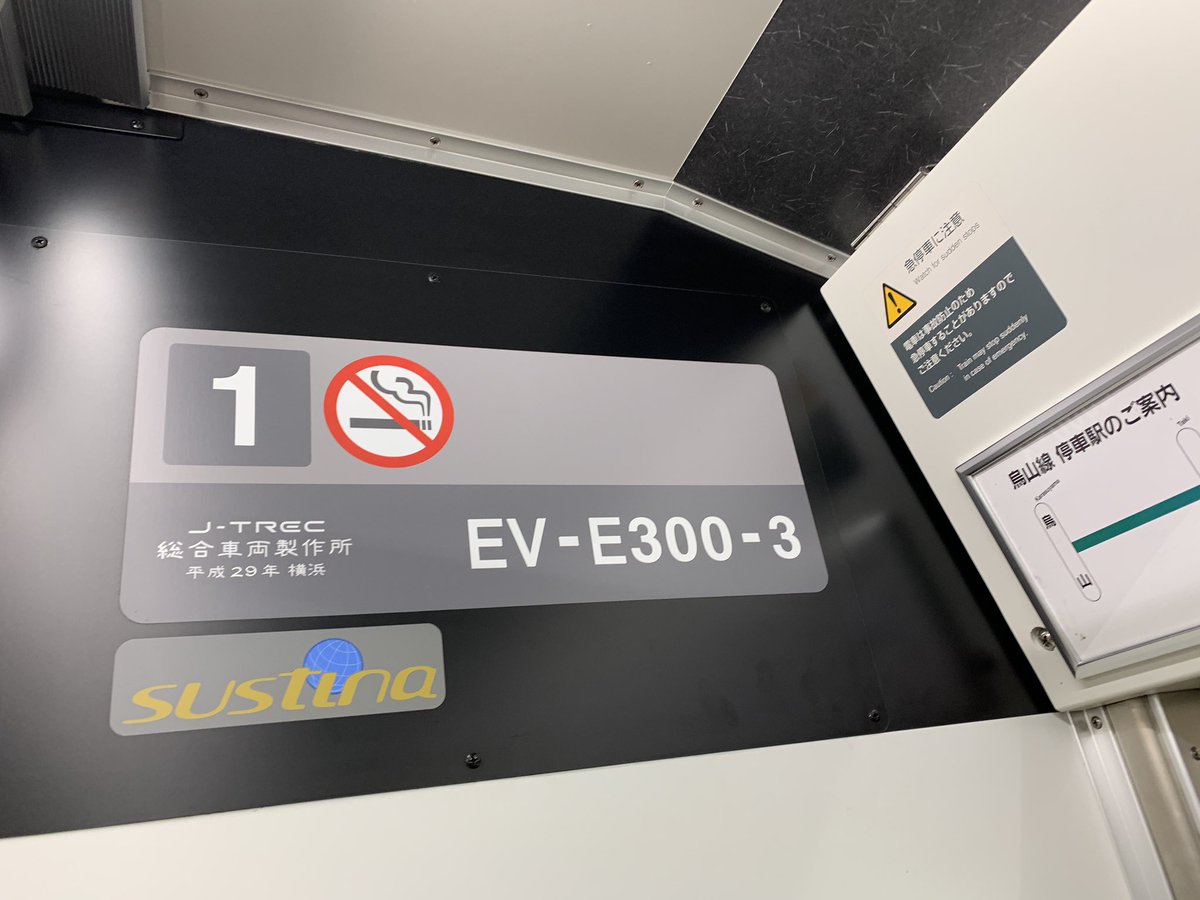 1
J-TREC
総合車両製作所
平成29年 横浜
EV-E300-3
sustina
急停車に注意
Watch for sudden stops
電車は事故防止のため
急停車することがありますので
ご注意ください。
Caution : Train may stop suddenly
in case of emergency.
烏山線 停車駅のご案内
Karasuyama
烏山
Taki